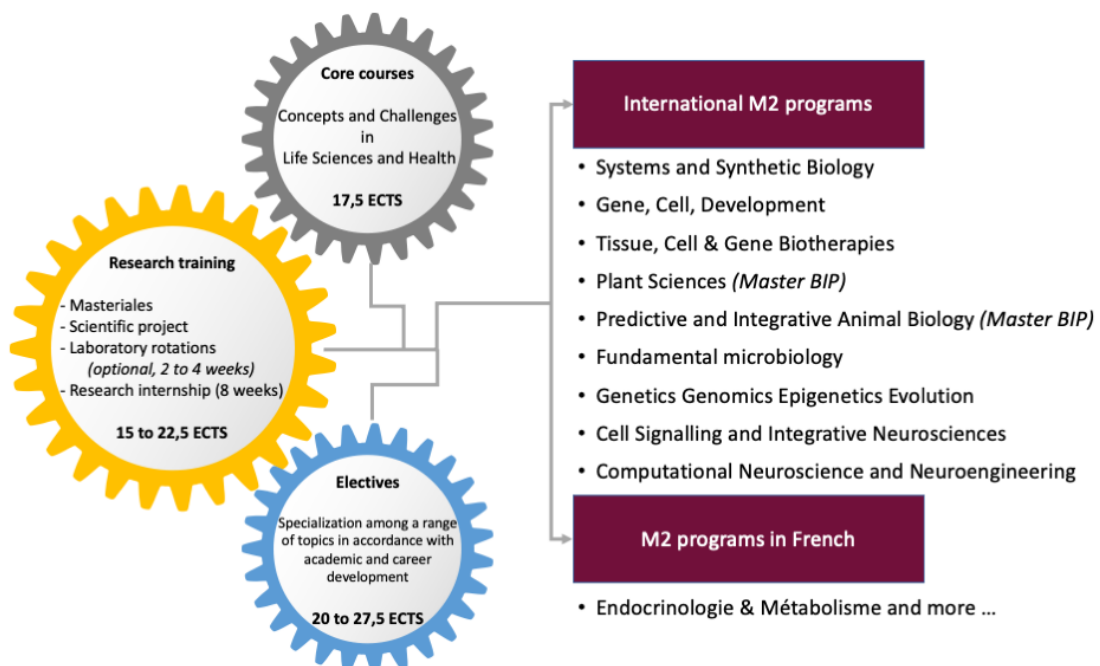 Core courses
Concepts and Challenges
in
Life Sciences and Health
17,5 ECTS
Research training
- Masteriales
- Scientific project
- Laboratory rotations
(optional, 2 to 4 weeks)
- Research internship (8 weeks)
15 to 22,5 ECTS
Electives
Specialization among a range
of topics in accordance with
academic and career
development
20 to 27,5 ECTS
International M2 programs
• Systems and Synthetic Biology
• Gene, Cell, Development
• Tissue, Cell & Gene Biotherapies
• Plant Sciences (Master BIP)
• Predictive and Integrative Animal Biology (Master BIP)
• Fundamental microbiology
• Genetics Genomics Epigenetics Evolution
• Cell Signalling and Integrative Neurosciences
• Computational Neuroscience and Neuroengineering
M2 programs in French
• Endocrinologie & Métabolisme and more ...